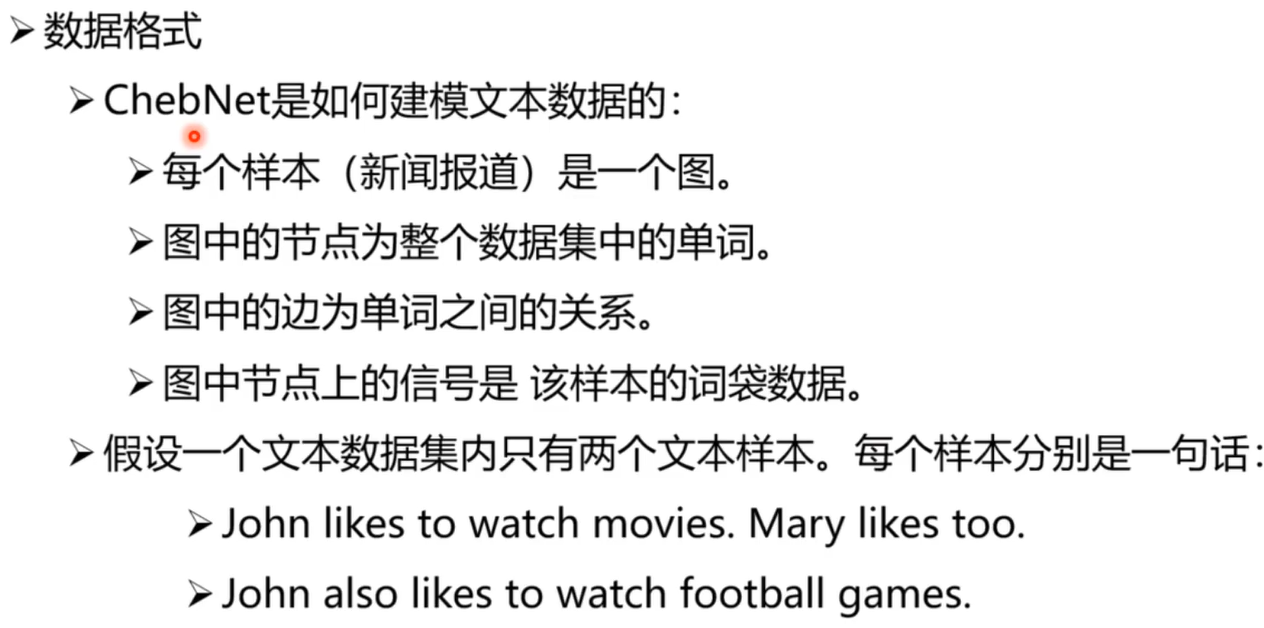 数据格式
ChebNet是如何建模文本数据的：
每个样本（新闻报道）是一个图。
图中的节点为整个数据集中的单词。
图中的边为单词之间的关系。
图中节点上的信号是 该样本的词袋数据。
假设一个文本数据集内只有两个文本样本。每个样本分别是一句话：
John likes to watch movies. Mary likes too.
John also likes to watch football games.